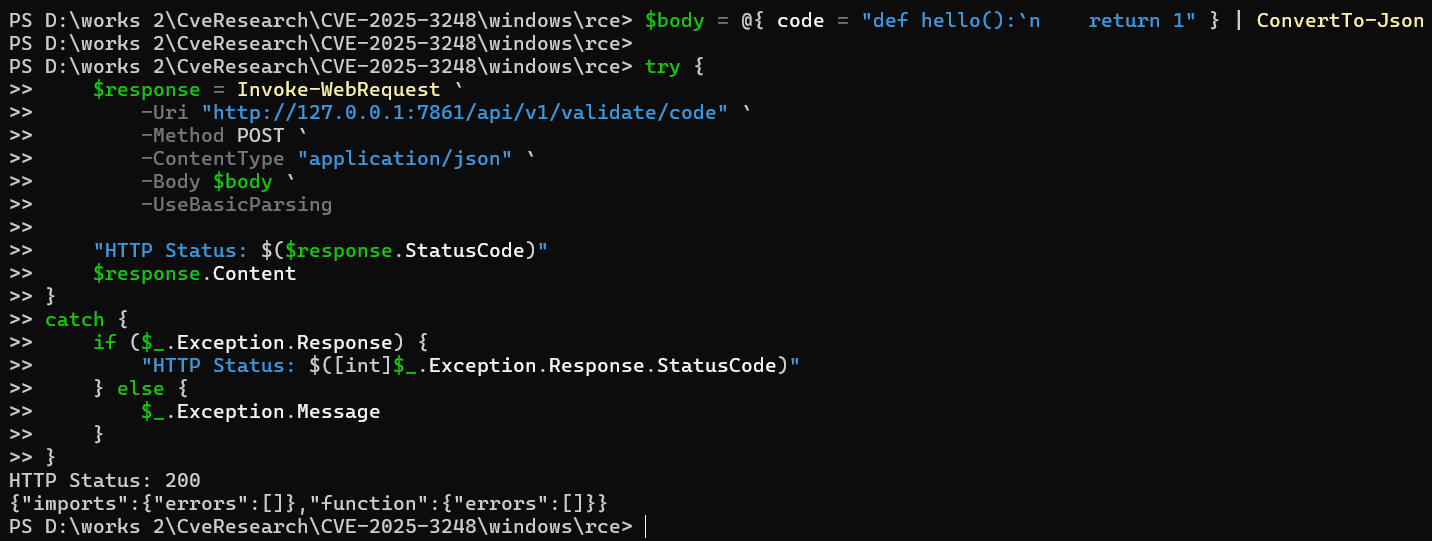 PS D:\works 2\CveResearch\CVE-2025-3248\windows\rce> $body = @{ code = "def hello():`n    return 1" } | ConvertTo-Json
PS D:\works 2\CveResearch\CVE-2025-3248\windows\rce>
PS D:\works 2\CveResearch\CVE-2025-3248\windows\rce> try {
>>     $response = Invoke-WebRequest `
>>         -Uri "http://127.0.0.1:7861/api/v1/validate/code" `
>>         -Method POST `
>>         -ContentType "application/json" `
>>         -Body $body `
>>         -UseBasicParsing
>>
>>     "HTTP Status: $($response.StatusCode)"
>>     $response.Content
>> }
>> catch {
>>     if ($_.Exception.Response) {
>>         "HTTP Status: $([int]$_.Exception.Response.StatusCode)"
>>     } else {
>>         $_.Exception.Message
>>     }
>> }
HTTP Status: 200
{"imports":{"errors":[]},"function":{"errors":[]}}
PS D:\works 2\CveResearch\CVE-2025-3248\windows\rce>